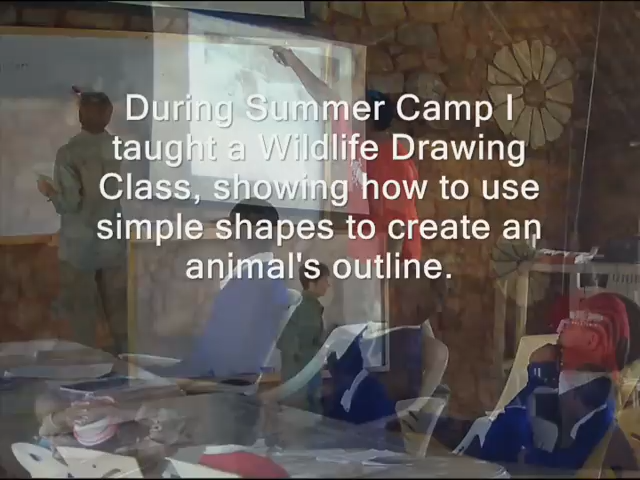 During Summer Camp I
taught a Wildlife Drawing
Class, showing how to use
simple shapes to create an
animal's outline.